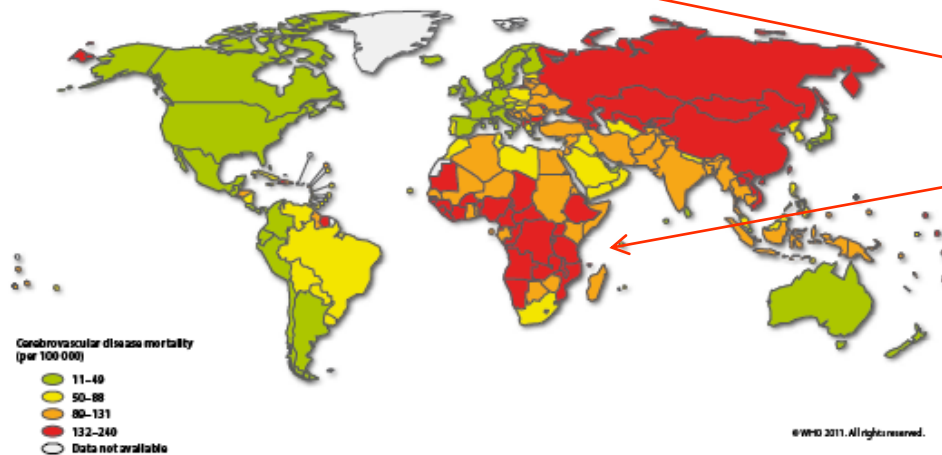 Cerebrovascular disease mortality
(per 100 000)
11–49
50–88
89–131
132–240
Data not available
©WHO 2011. All rights reserved.